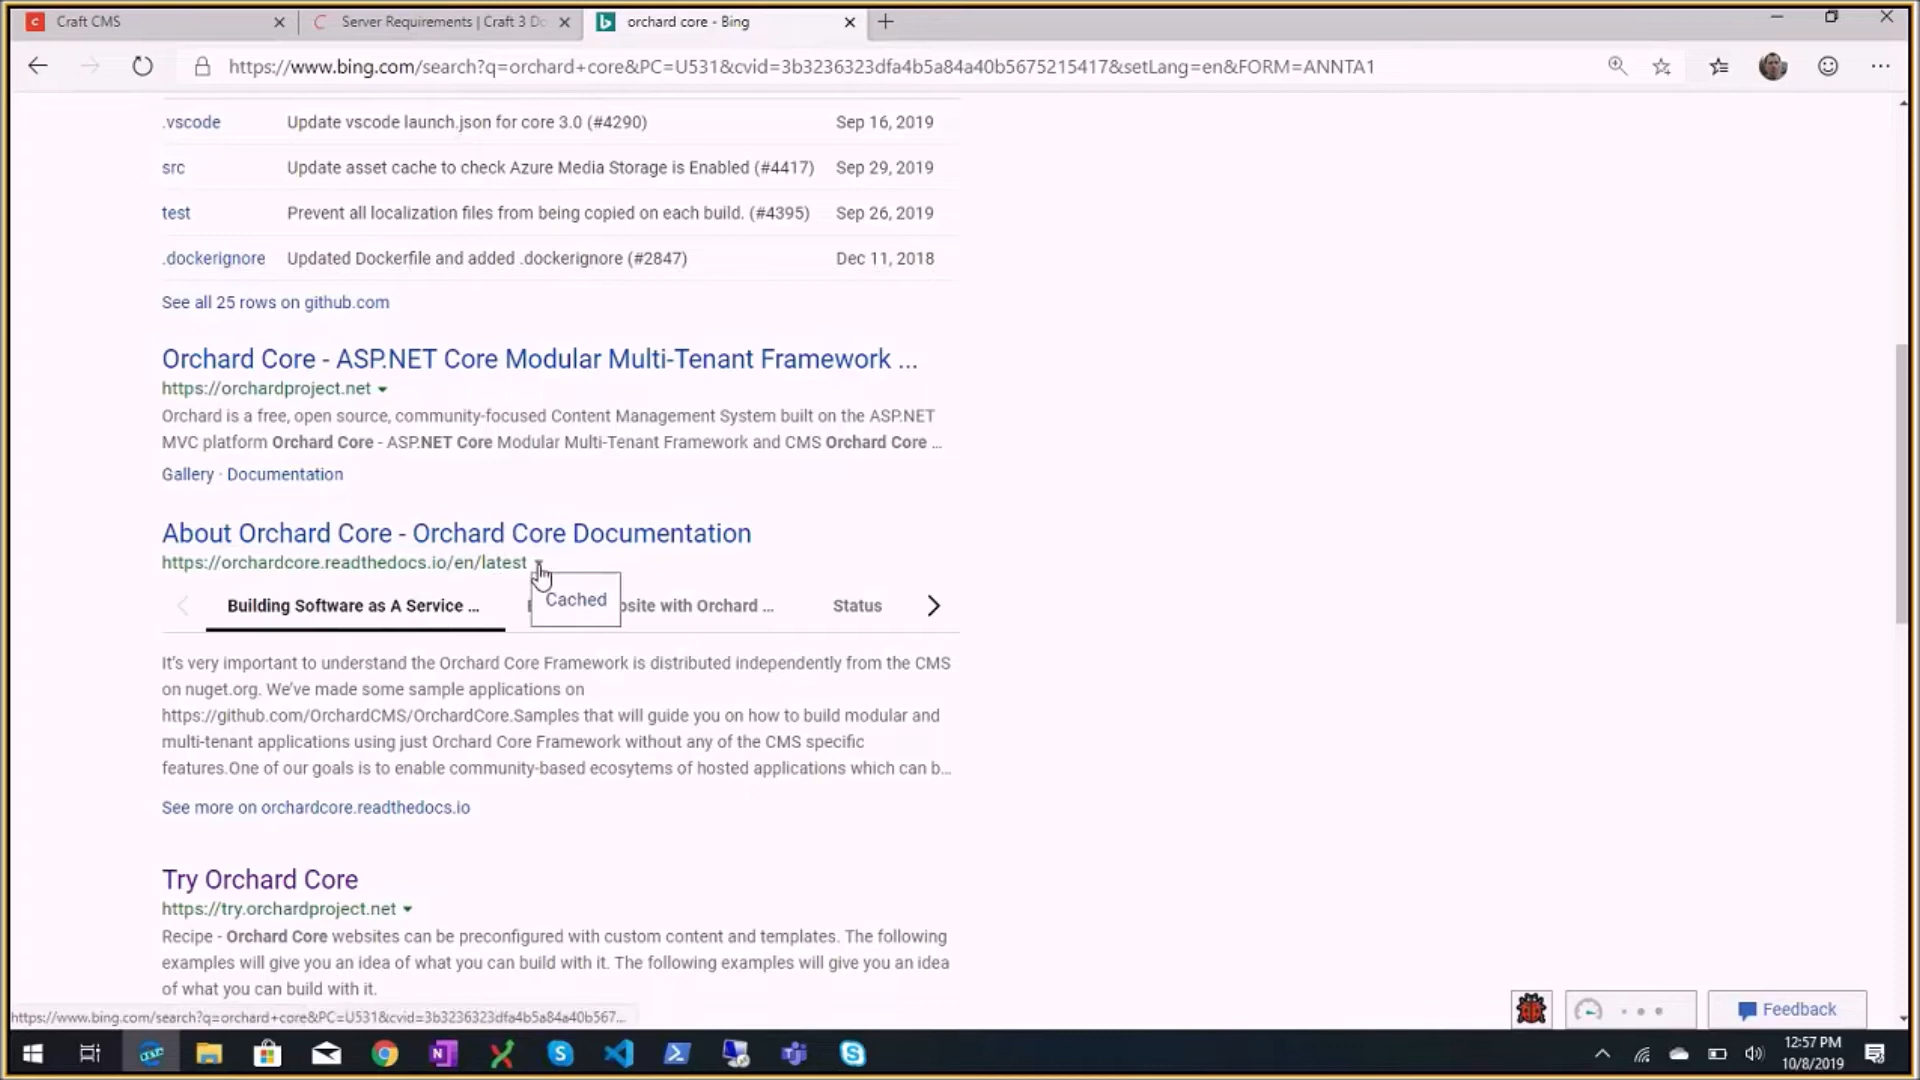 Craft CMS
Server Requirements | Craft 3 Do
orchard core - Bing
https://www.bing.com/search?q=orchard+core&PC=U531&cvid=3b3236323dfa4b5a84a40b5675215417&setLang=en&FORM=ANNTA1
.vscode Update vscode launch.json for core 3.0 (#4290) Sep 16, 2019
src Update asset cache to check Azure Media Storage is Enabled (#4417) Sep 29, 2019
test Prevent all localization files from being copied on each build. (#4395) Sep 26, 2019
.dockerignore Updated Dockerfile and added .dockerignore (#2847) Dec 11, 2018
See all 25 rows on github.com
Orchard Core - ASP.NET Core Modular Multi-Tenant Framework ...
https://orchardproject.net
Orchard is a free, open source, community-focused Content Management System built on the ASP.NET
MVC platform Orchard Core - ASP.NET Core Modular Multi-Tenant Framework and CMS Orchard Core ...
Gallery · Documentation
About Orchard Core - Orchard Core Documentation
https://orchardcore.readthedocs.io/en/latest
Cached
Building Software as A Service ... bsite with Orchard ... Status
It's very important to understand the Orchard Core Framework is distributed independently from the CMS
on nuget.org. We've made some sample applications on
https://github.com/OrchardCMS/OrchardCore.Samples that will guide you on how to build modular and
multi-tenant applications using just Orchard Core Framework without any of the CMS specific
features.One of our goals is to enable community-based ecosytems of hosted applications which can b...
See more on orchardcore.readthedocs.io
Try Orchard Core
https://try.orchardproject.net
Recipe - Orchard Core websites can be preconfigured with custom content and templates. The following
examples will give you an idea of what you can build with it. The following examples will give you an idea
of what you can build with it.
https://www.bing.com/search?q=orchard+core&PC=U531&cvid=3b3236323dfa4b5a84a40b567...
Feedback
12:57 PM
10/8/2019